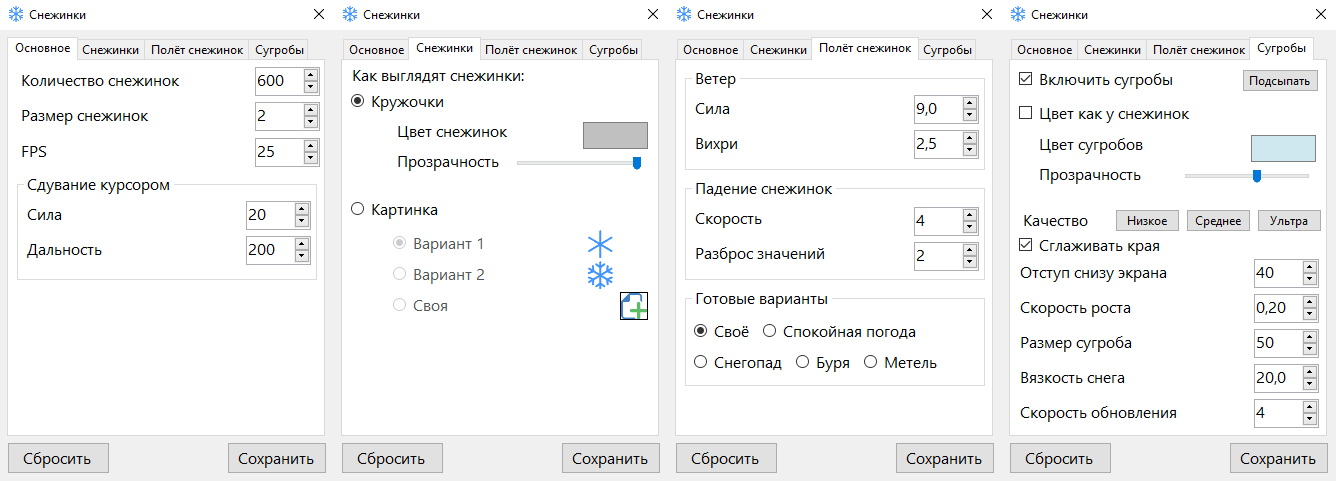 Снежинки
Основное Снежинки Полёт снежинок Сугробы
Количество снежинок 600
Размер снежинок 2
FPS 25
Сдувание курсором
Сила 20
Дальность 200
Сбросить Сохранить
Снежинки
Основное Снежинки Полёт снежинок Сугробы
Как выглядят снежинки:
Кружочки
Цвет снежинок
Прозрачность
Картинка
Вариант 1
Вариант 2
Своя
Сбросить Сохранить
Снежинки
Основное Снежинки Полёт снежинок Сугробы
Ветер
Сила 9,0
Вихри 2,5
Падение снежинок
Скорость 4
Разброс значений 2
Готовые варианты
Своё Спокойная погода
Снегопад Буря Метель
Сбросить Сохранить
Снежинки
Основное Снежинки Полёт снежинок Сугробы
Включить сугробы Подсыпать
Цвет как у снежинок
Цвет сугробов
Прозрачность
Качество Низкое Среднее Ультра
Сглаживать края
Отступ снизу экрана 40
Скорость роста 0,20
Размер сугроба 50
Вязкость снега 20,0
Скорость обновления 4
Сбросить Сохранить